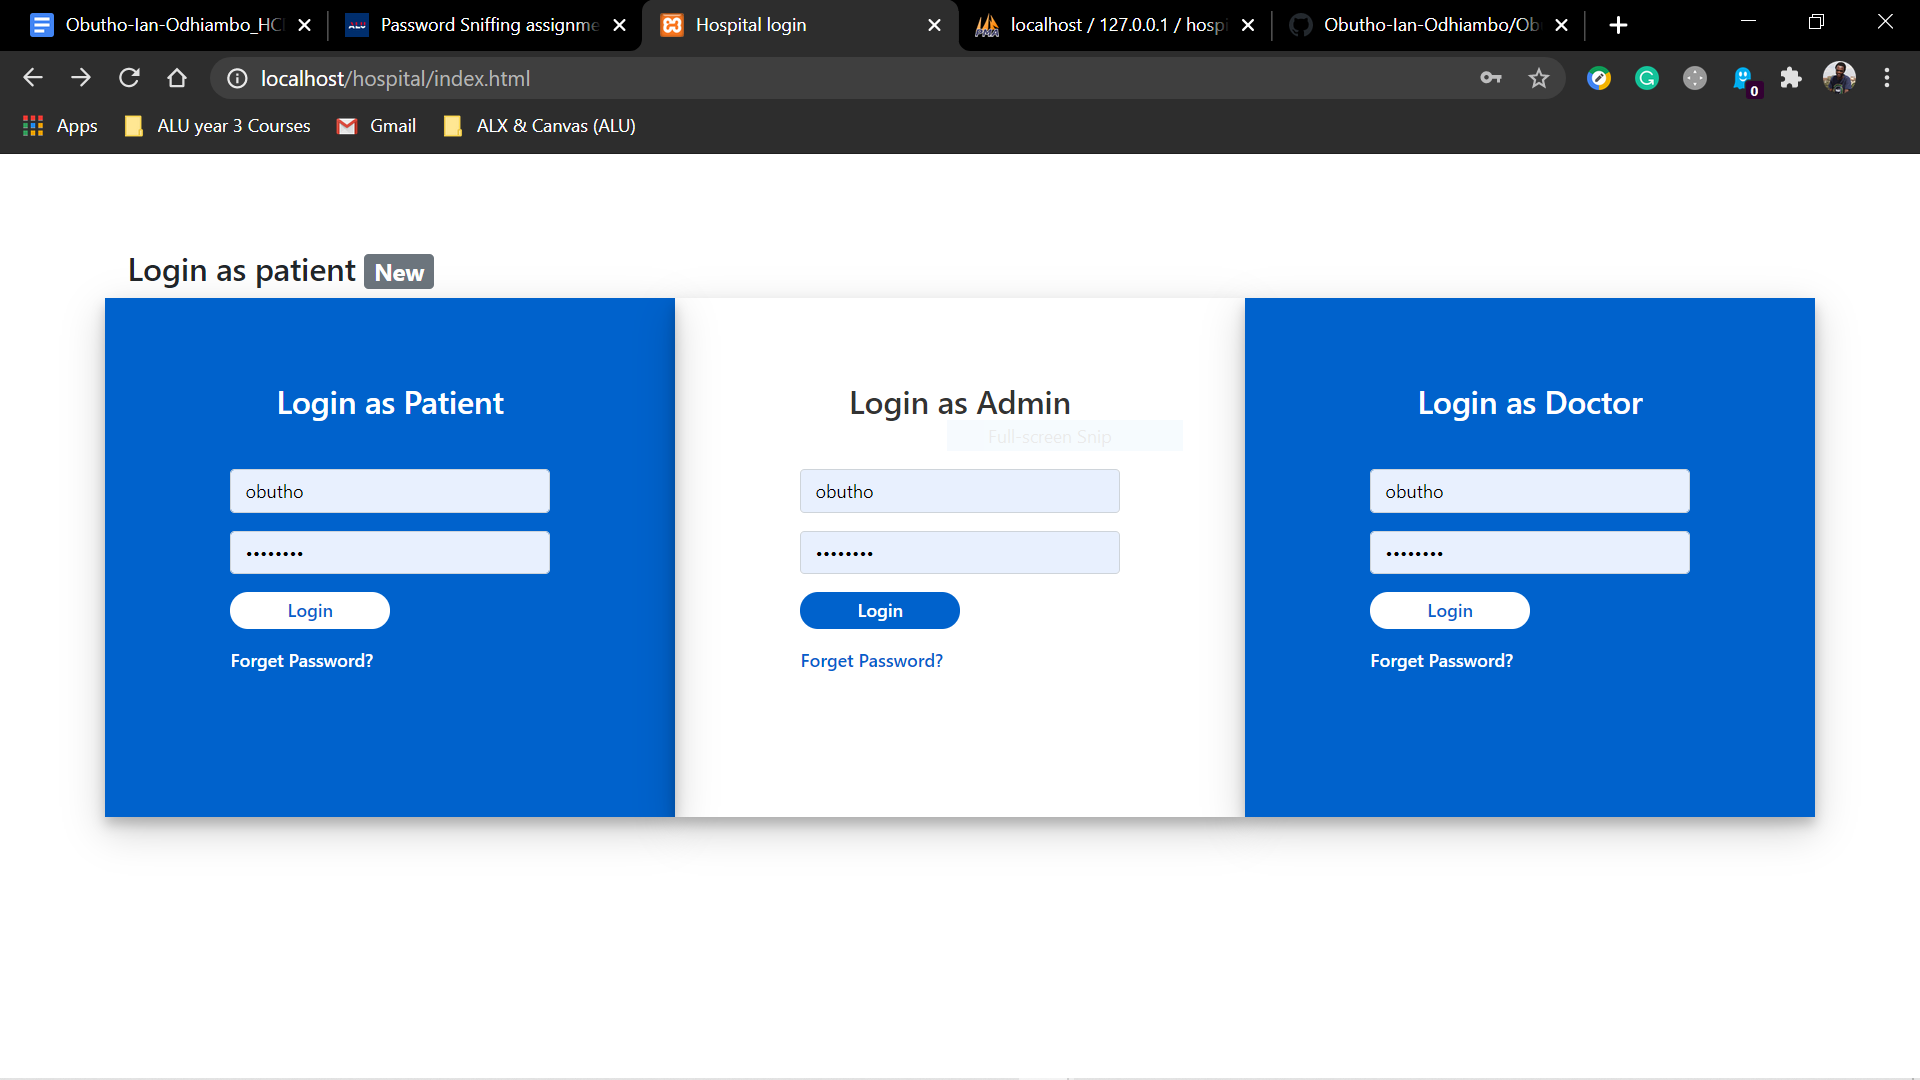 Obutho-Ian-Odhiambo_HCI
Password Sniffing assignme
Hospital login
localhost / 127.0.0.1 / hospi
Obutho-Ian-Odhiambo/Ob
localhost/hospital/index.html
0
Apps
ALU year 3 Courses
Gmail
ALX & Canvas (ALU)
Login as patient New
Login as Patient
obutho
••••••••
Login
Forget Password?
Login as Admin
Full-screen Snip
obutho
••••••••
Login
Forget Password?
Login as Doctor
obutho
••••••••
Login
Forget Password?